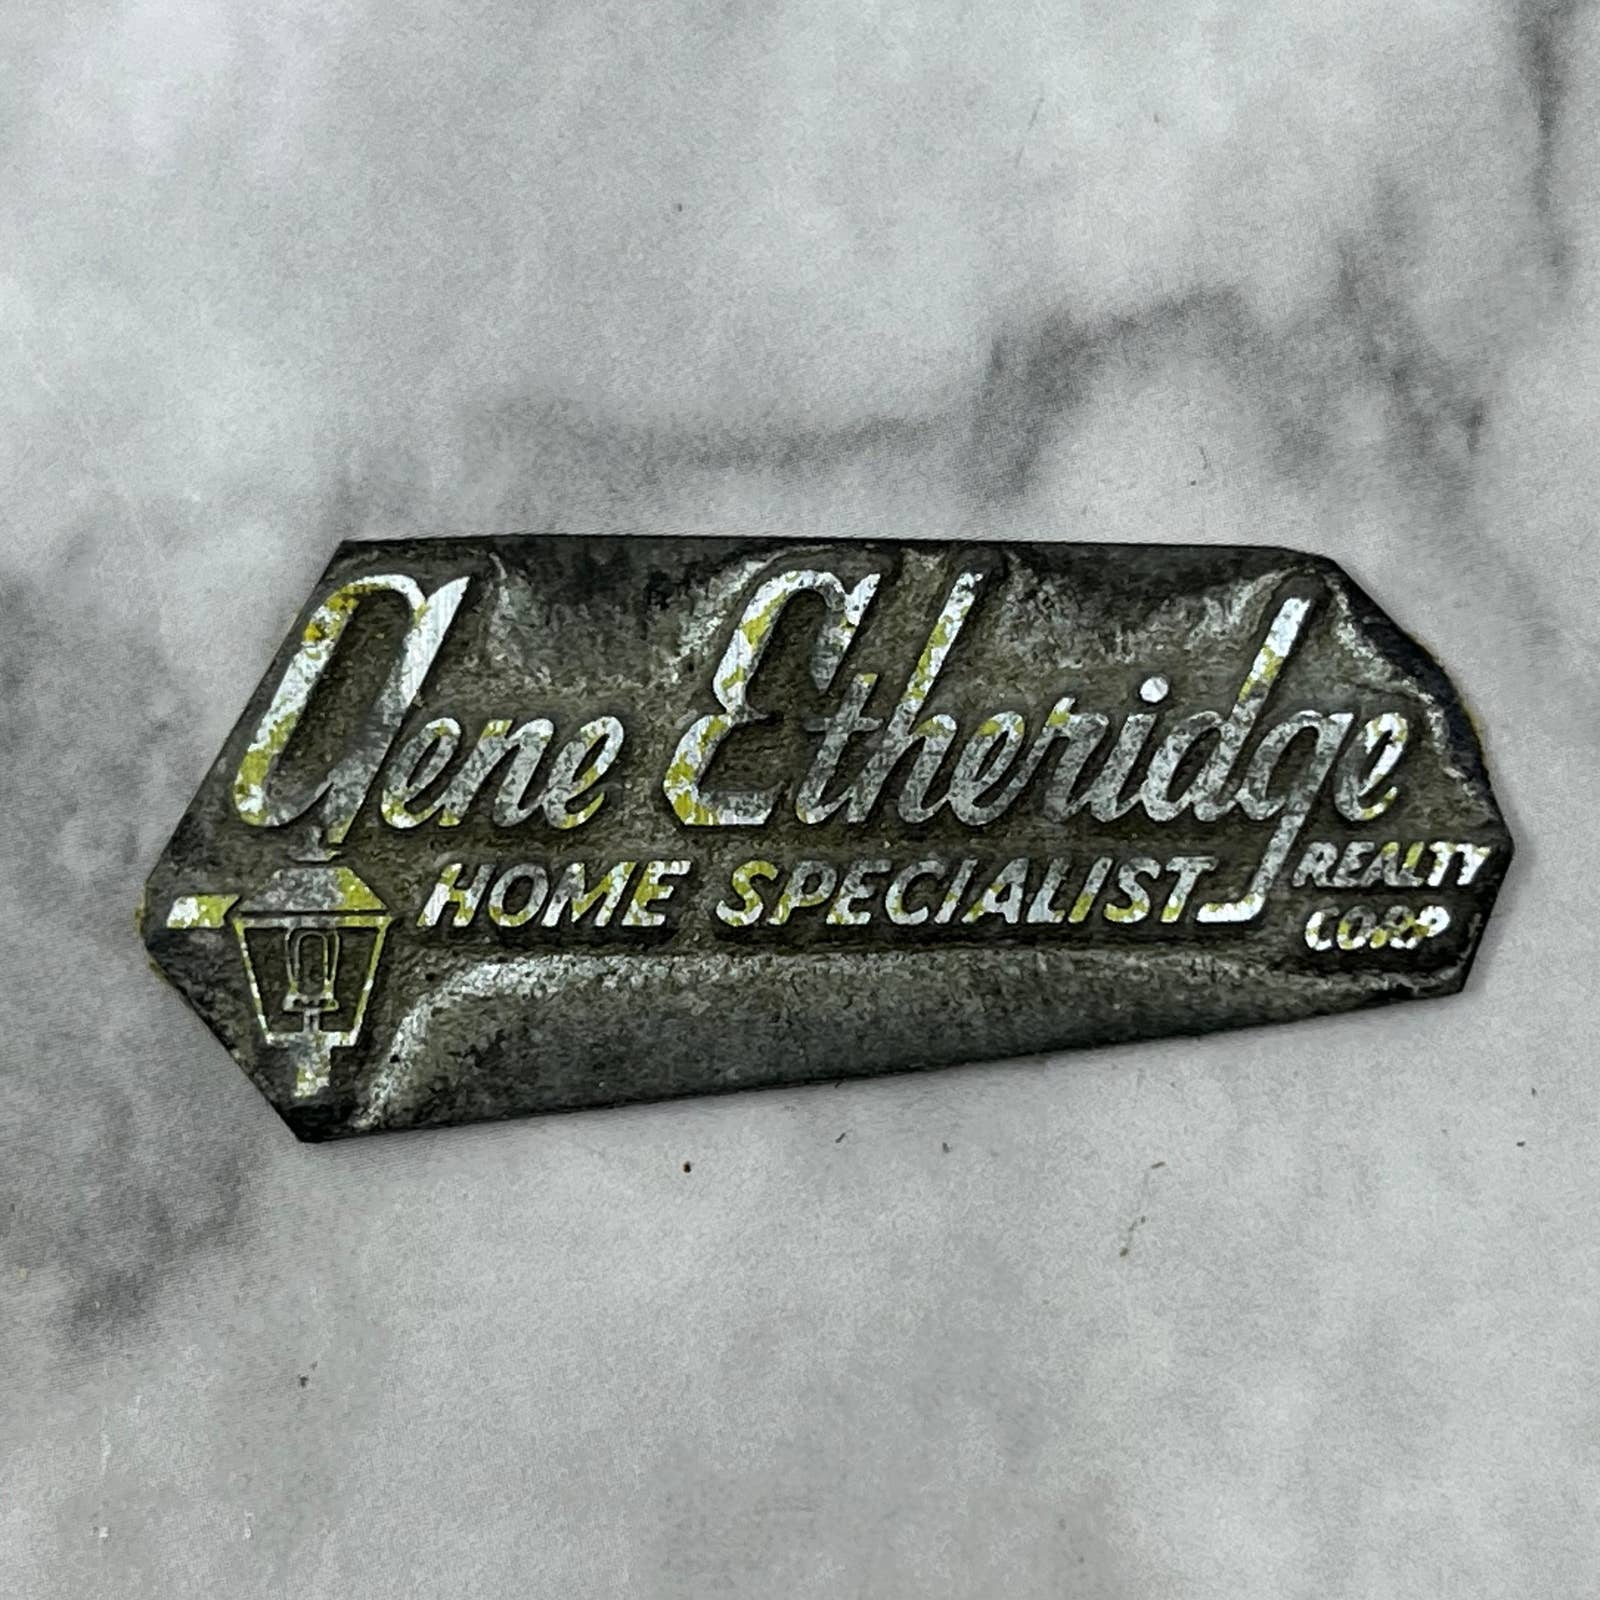 Gene Etheridge
HOME SPECIALIST
REALTY
CORP